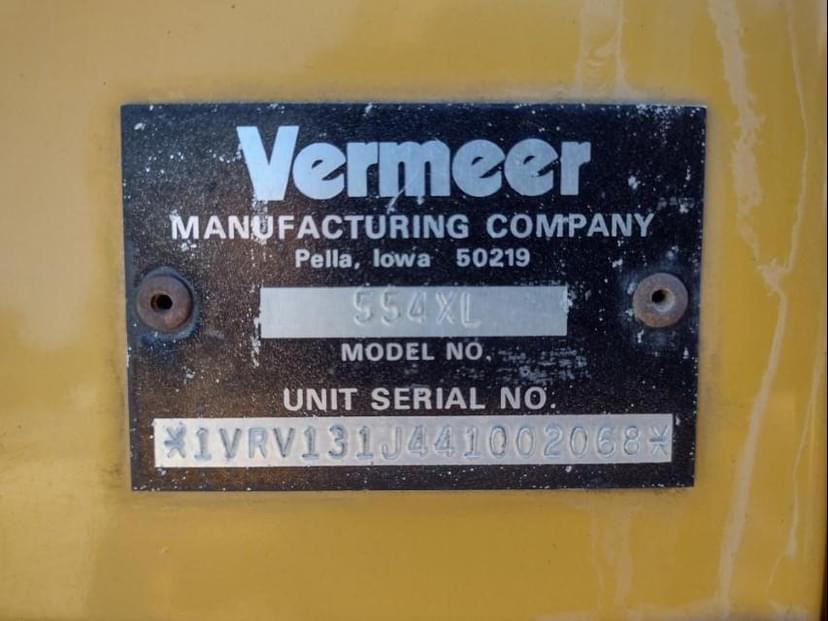 Vermeer
MANUFACTURING COMPANY
Pella, Iowa 50219
554XL
MODEL NO.
UNIT SERIAL NO.
*1VRV131J441002068*